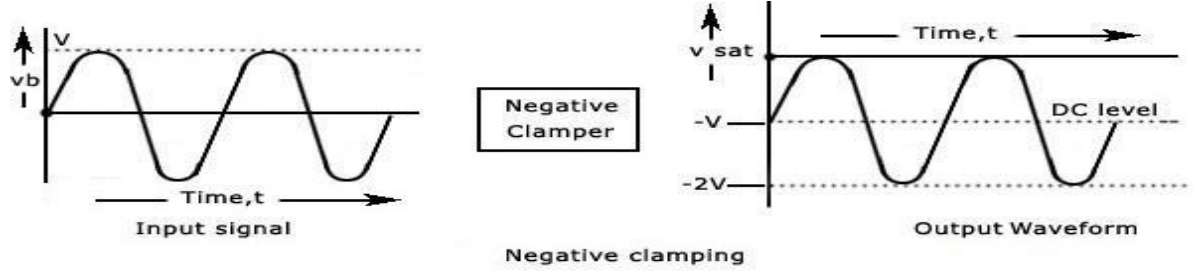 V
vb
Time,t
Input signal
Negative
Clamper
Time,t
v sat
DC level
-V
-2V
Output Waveform
Negative clamping